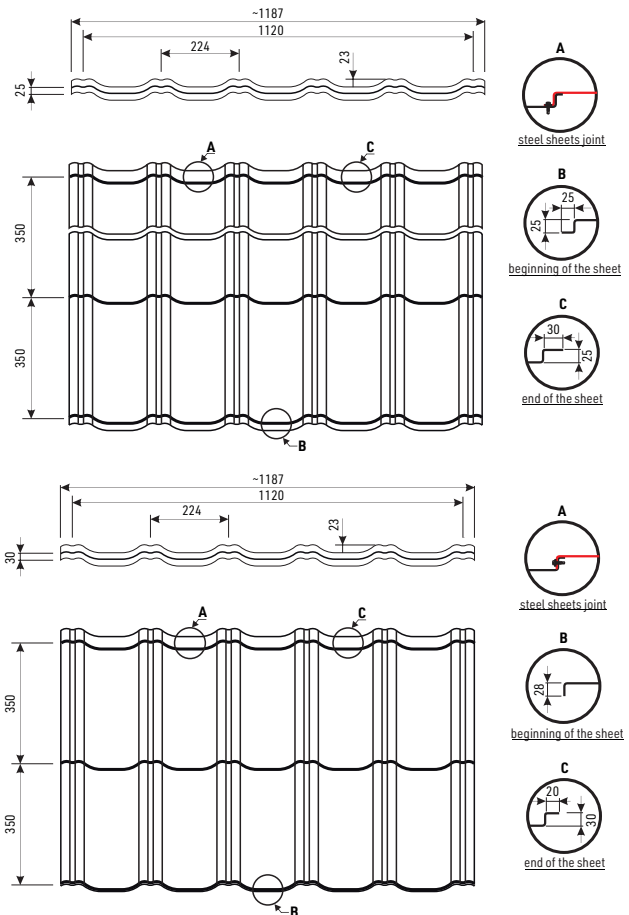 ~1187
1120
224
23
25
A
C
350
350
B
A
steel sheets joint
B
25
25
beginning of the sheet
C
30
25
end of the sheet
~1187
1120
224
23
30
A
C
350
350
B
A
steel sheets joint
B
28
beginning of the sheet
C
20
30
end of the sheet